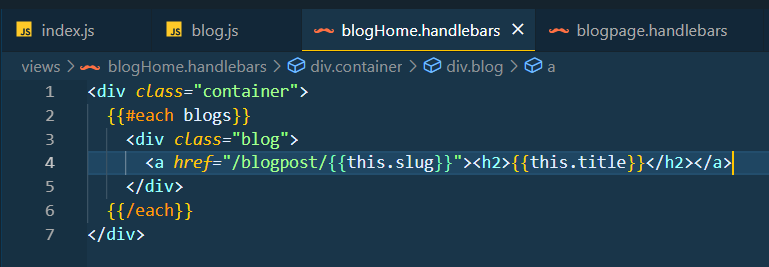 JS index.js JS blog.js blogHome.handlebars × blogpage.handlebars
views > blogHome.handlebars > div.container > div.blog > a
1 <div class="container">
2 {{#each blogs}}
3 <div class="blog">
4 <a href="/blogpost/{{this.slug}}"><h2>{{this.title}}</h2></a>
5 </div>
6 {{/each}}
7 </div>